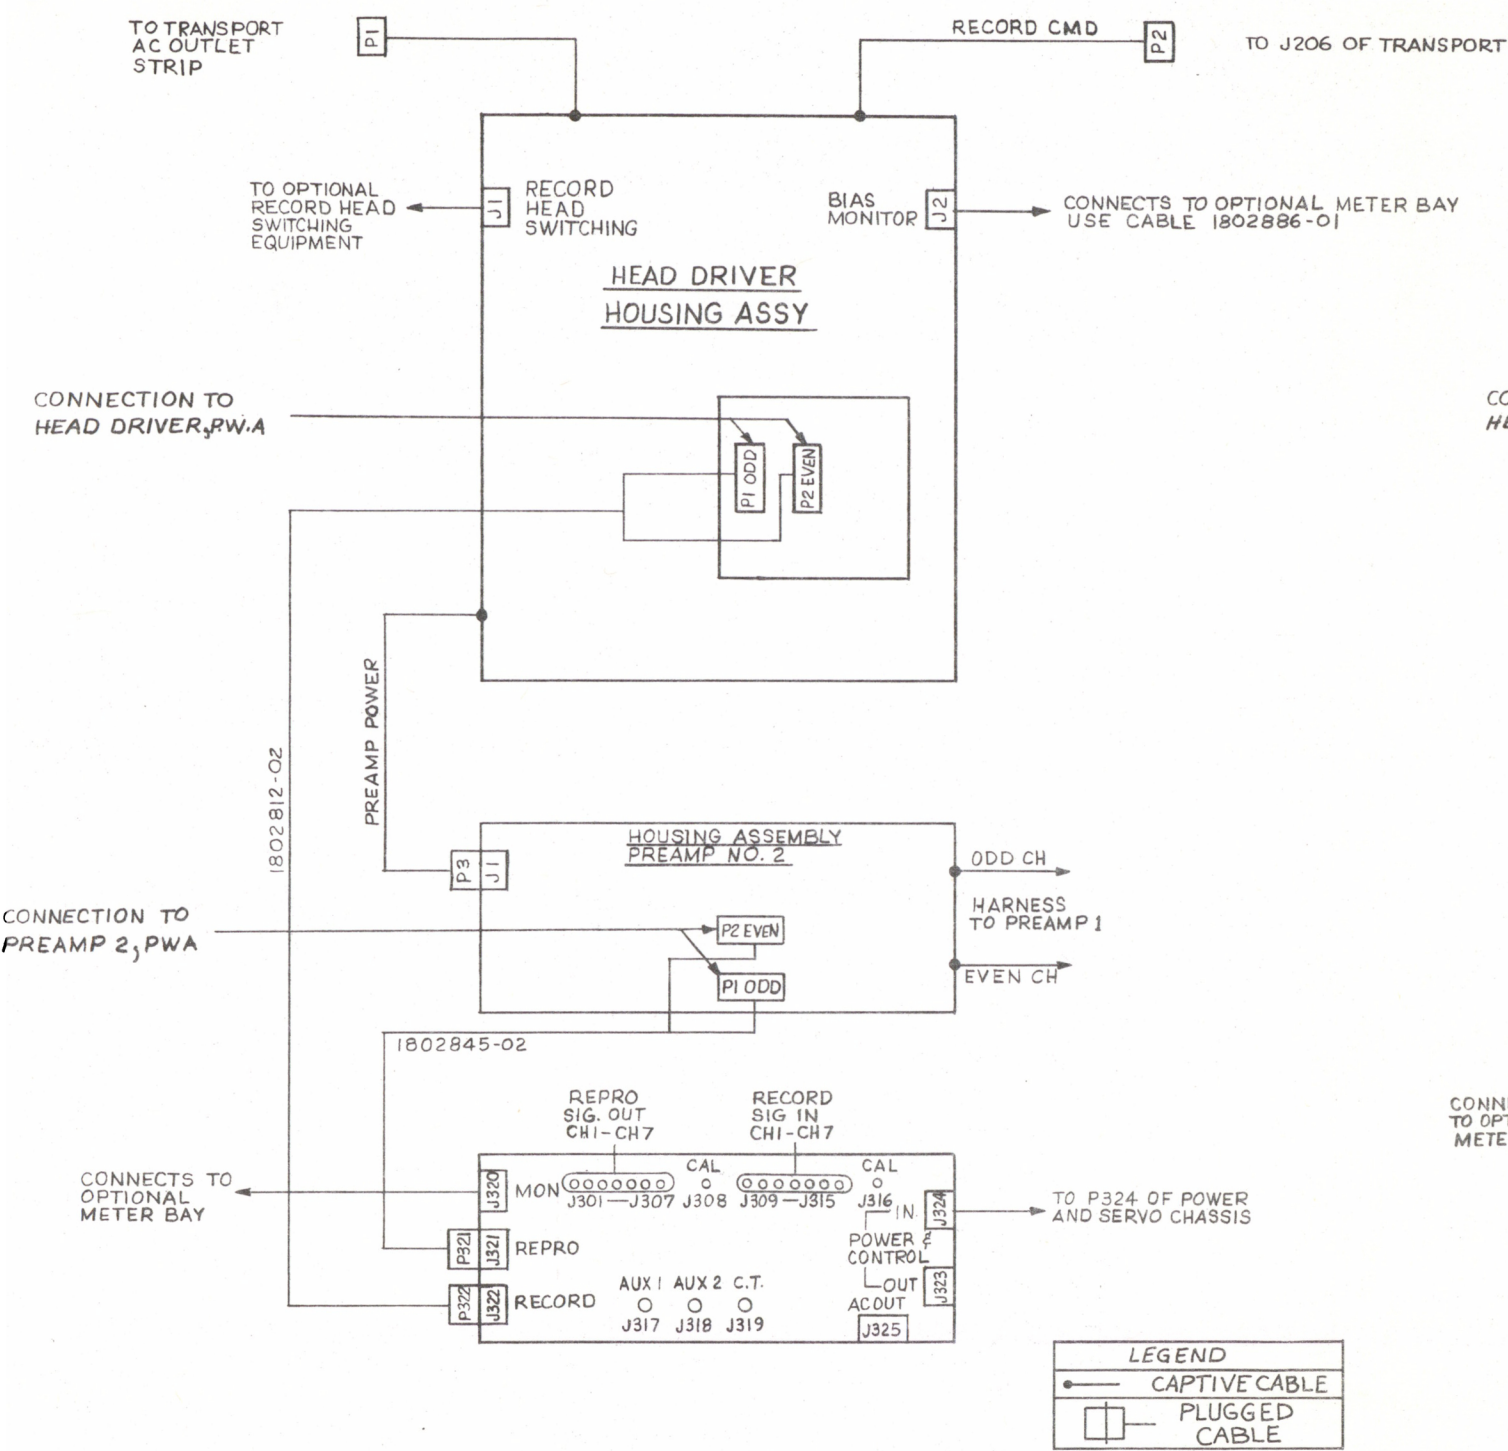 TO TRANSPORT
AC OUTLET
STRIP
P1
RECORD CMD
P2
TO J206 OF TRANSPORT
TO OPTIONAL
RECORD HEAD
SWITCHING
EQUIPMENT
J1
RECORD
HEAD
SWITCHING
BIAS
MONITOR
J2
CONNECTS TO OPTIONAL METER BAY
USE CABLE 1802886-01
HEAD DRIVER
HOUSING ASSY
CONNECTION TO
HEAD DRIVER, PW.A
P1 ODD
P2 EVEN
CO
HE
PREAMP POWER
1802812-02
HOUSING ASSEMBLY
PREAMP NO. 2
P3
J1
ODD CH
HARNESS
TO PREAMP 1
EVEN CH
CONNECTION TO
PREAMP 2, PWA
P2 EVEN
P1 ODD
1802845-02
REPRO
SIG. OUT
CH1-CH7
RECORD
SIG IN
CH1-CH7
CONN
TO OPT
METE
CONNECTS TO
OPTIONAL
METER BAY
J320
MON
J301—J307
CAL
J308
J309—J315
CAL
J316
IN
J324
TO P324 OF POWER
AND SERVO CHASSIS
P321
J321
REPRO
POWER &
CONTROL
OUT
J323
P322
J322
RECORD
AUX 1 AUX 2 C.T.
J317 J318 J319
AC OUT
J325
LEGEND
CAPTIVE CABLE
PLUGGED
CABLE